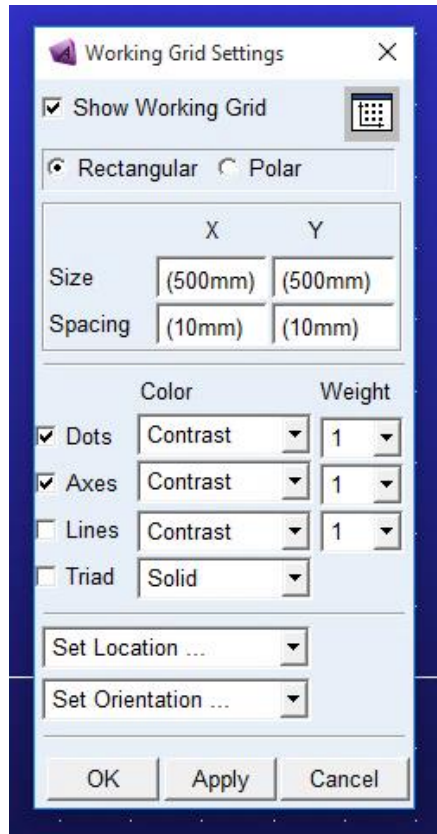 Working Grid Settings
Show Working Grid
Rectangular Polar
X Y
Size (500mm) (500mm)
Spacing (10mm) (10mm)
Color Weight
Dots Contrast 1
Axes Contrast 1
Lines Contrast 1
Triad Solid
Set Location ...
Set Orientation ...
OK Apply Cancel